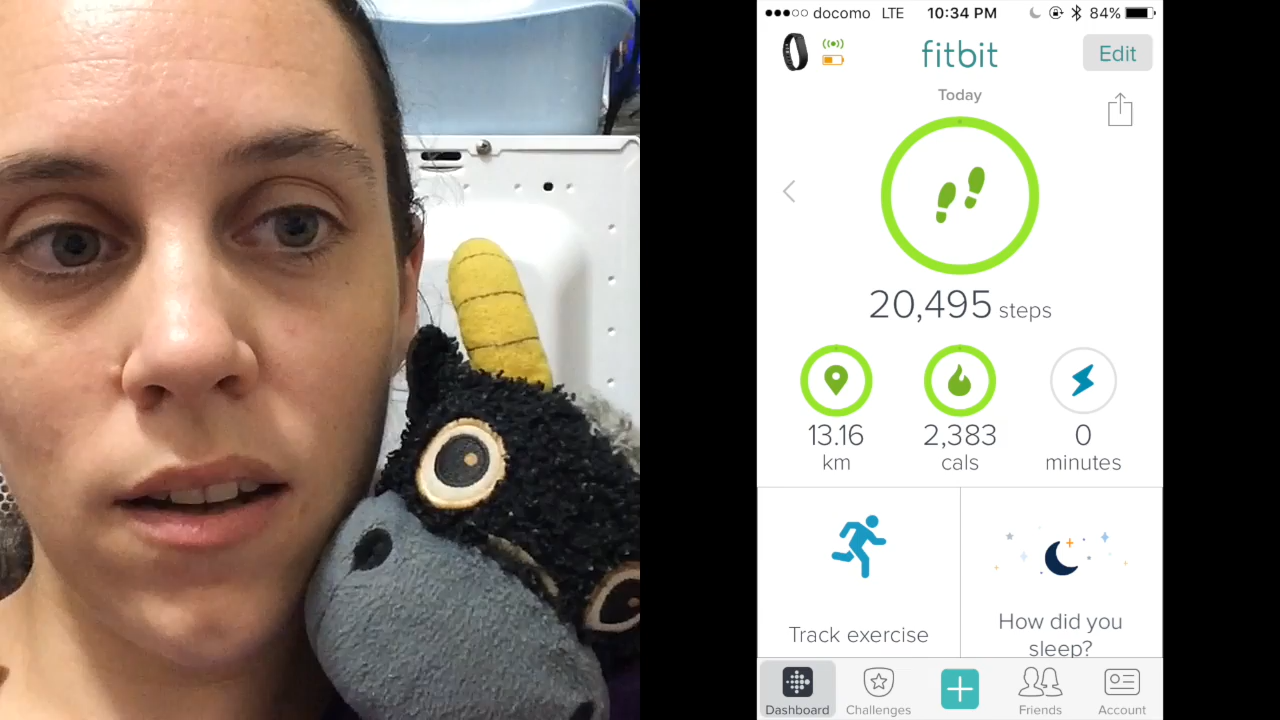 docomo LTE 10:34 PM 84%
fitbit
Edit
Today
20,495 steps
13.16 2,383 0
km cals minutes
Track exercise
How did you
sleep?
Dashboard Challenges Friends Account